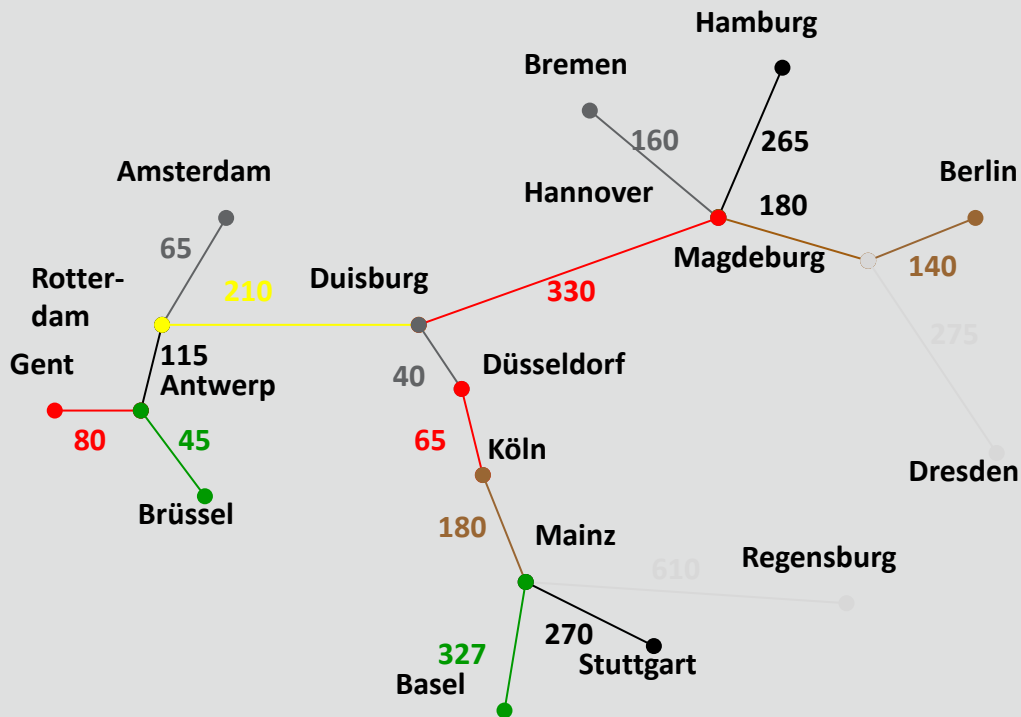 Hamburg
Bremen
160
265
Amsterdam
Berlin
Hannover
180
65
Magdeburg
140
Rotter-
dam
210
Duisburg
330
275
Gent
115
Antwerp
40
Düsseldorf
80
45
65
Köln
Dresden
Brüssel
180
Mainz
610
Regensburg
270
327
Stuttgart
Basel